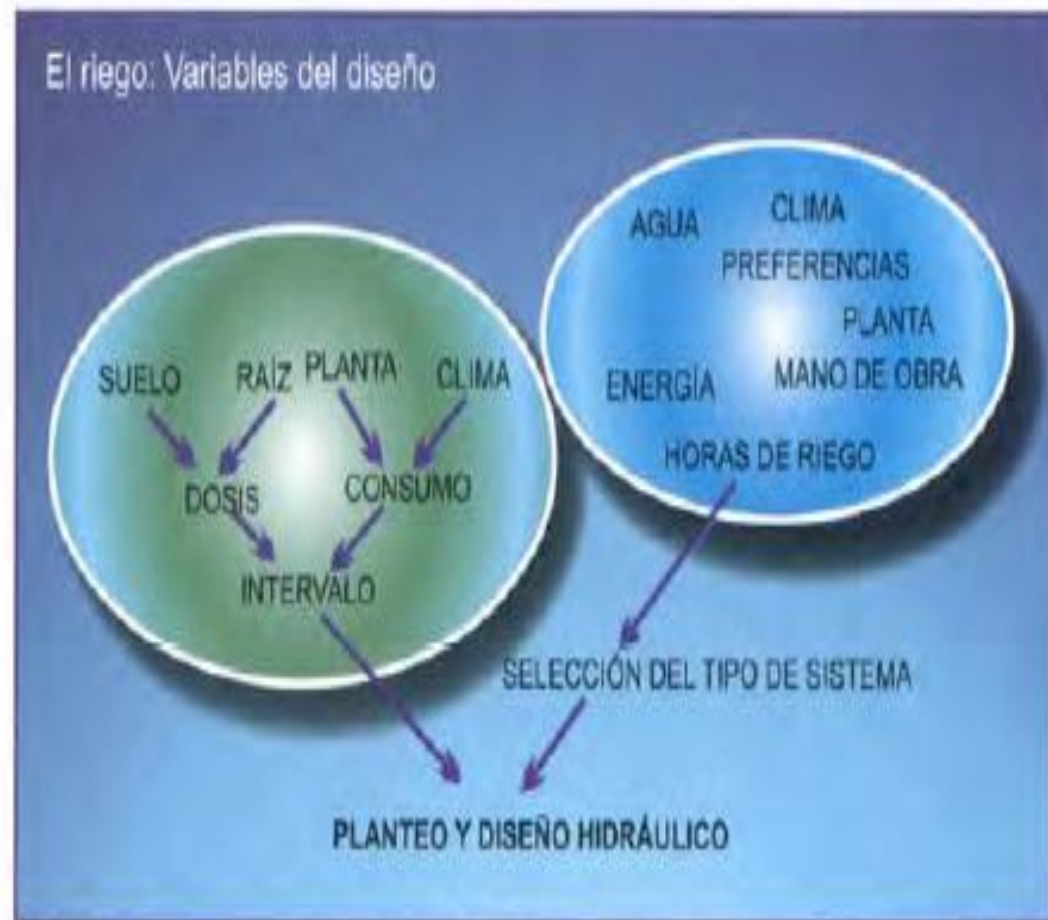 El riego: Variables del diseño
SUELO RAÍZ PLANTA CLIMA
DOSIS CONSUMO
INTERVALO
AGUA CLIMA
PREFERENCIAS
PLANTA
ENERGÍA MANO DE OBRA
HORAS DE RIEGO
SELECCIÓN DEL TIPO DE SISTEMA
PLANTEO Y DISEÑO HIDRÁULICO